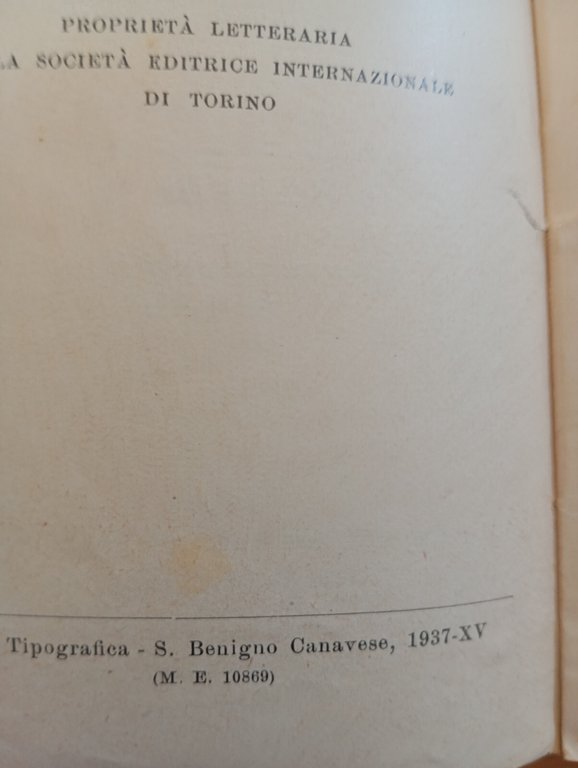 PROPRIETÀ LETTERARIA
LA SOCIETÀ EDITRICE INTERNAZIONALE
DI TORINO
Tipografica - S. Benigno Canavese, 1937-XV
(M. E. 10869)